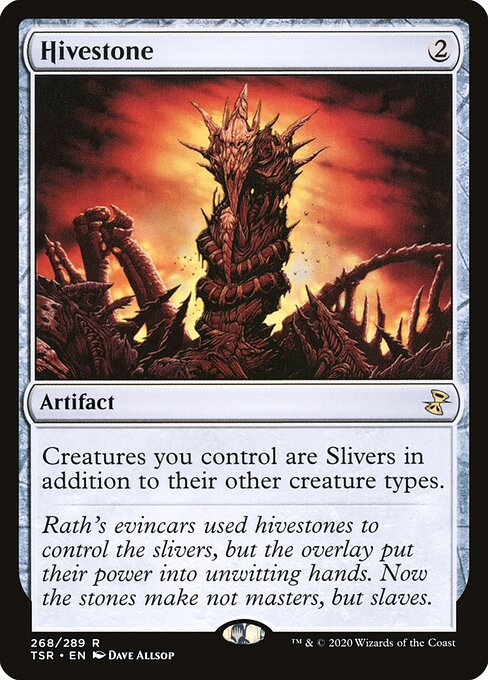 Hivestone 2
Artifact
Creatures you control are Slivers in
addition to their other creature types.
Rath's evincars used hivestones to
control the slivers, but the overlay put
their power into unwitting hands. Now
the stones make not masters, but slaves.
268/289 R
TSR • EN Dave Allsop
™ & © 2020 Wizards of the Coast